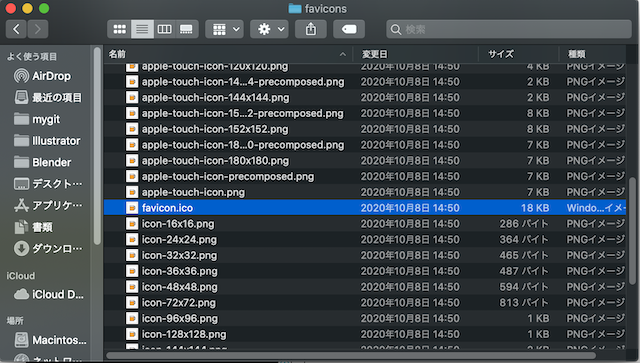 favicons
検索
よく使う項目
AirDrop
最近の項目
mygit
Illustrator
Blender
デスクト…
アプリケ…
書類
ダウンロ…
iCloud
iCloud D…
場所
Macintos…
ネットワ…
名前 変更日 サイズ 種類
apple-touch-icon-120x120.png 2020年10月8日 14:50 4 KB PNGイメージ
apple-touch-icon-14…4-precomposed.png 2020年10月8日 14:50 2 KB PNGイメージ
apple-touch-icon-144x144.png 2020年10月8日 14:50 2 KB PNGイメージ
apple-touch-icon-15…2-precomposed.png 2020年10月8日 14:50 8 KB PNGイメージ
apple-touch-icon-152x152.png 2020年10月8日 14:50 8 KB PNGイメージ
apple-touch-icon-18…0-precomposed.png 2020年10月8日 14:50 7 KB PNGイメージ
apple-touch-icon-180x180.png 2020年10月8日 14:50 7 KB PNGイメージ
apple-touch-icon-precomposed.png 2020年10月8日 14:50 7 KB PNGイメージ
apple-touch-icon.png 2020年10月8日 14:50 7 KB PNGイメージ
favicon.ico 2020年10月8日 14:50 18 KB Windo…イメー
icon-16x16.png 2020年10月8日 14:50 286 バイト PNGイメージ
icon-24x24.png 2020年10月8日 14:50 364 バイト PNGイメージ
icon-32x32.png 2020年10月8日 14:50 465 バイト PNGイメージ
icon-36x36.png 2020年10月8日 14:50 487 バイト PNGイメージ
icon-48x48.png 2020年10月8日 14:50 594 バイト PNGイメージ
icon-72x72.png 2020年10月8日 14:50 813 バイト PNGイメージ
icon-96x96.png 2020年10月8日 14:50 1 KB PNGイメージ
icon-128x128.png 2020年10月8日 14:50 1 KB PNGイメージ